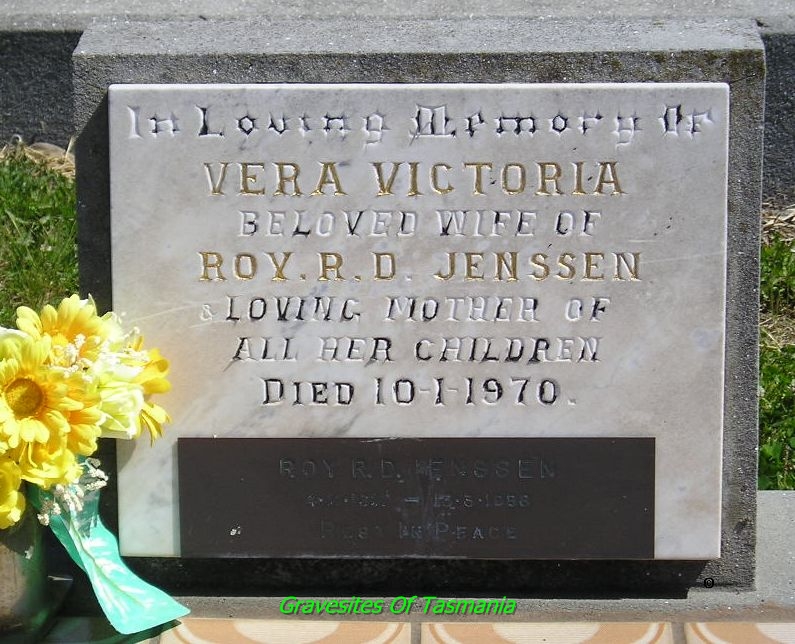 In Loving Memory Of
VERA VICTORIA
BELOVED WIFE OF
ROY. R. D. JENSSEN
& LOVING MOTHER OF
ALL HER CHILDREN
DIED 10-1-1970.
ROY R.D. JENSSEN
REST IN PEACE
Gravesites Of Tasmania